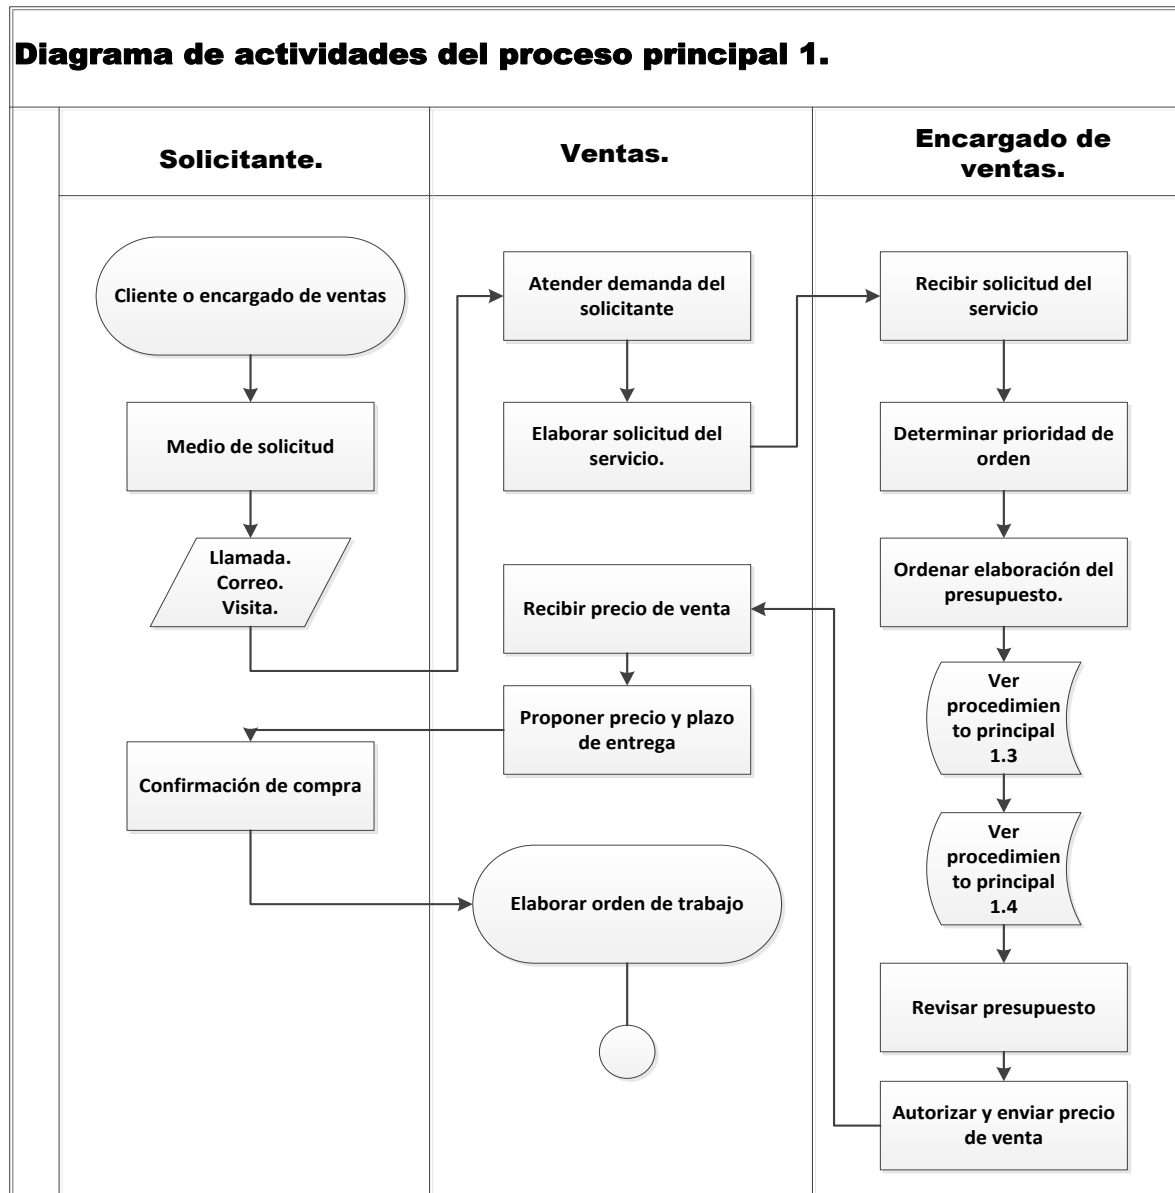 Diagrama de actividades del proceso principal 1.
Solicitante.
Ventas.
Encargado de
ventas.
Cliente o encargado de ventas
Medio de solicitud
Llamada.
Correo.
Visita.
Atender demanda del
solicitante
Elaborar solicitud del
servicio.
Recibir solicitud del
servicio
Determinar prioridad de
orden
Ordenar elaboración del
presupuesto.
Ver
procedimien
to principal
1.3
Ver
procedimien
to principal
1.4
Revisar presupuesto
Autorizar y enviar precio
de venta
Recibir precio de venta
Proponer precio y plazo
de entrega
Confirmación de compra
Elaborar orden de trabajo